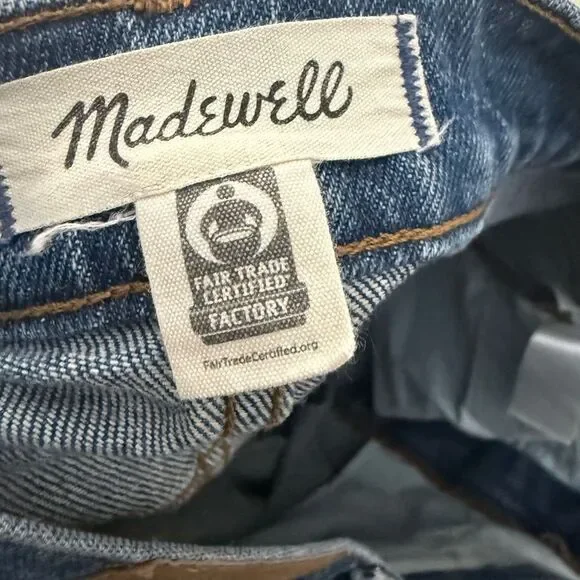 Madewell
FAIR TRADE
CERTIFIED
FACTORY
FairTradeCertified.org